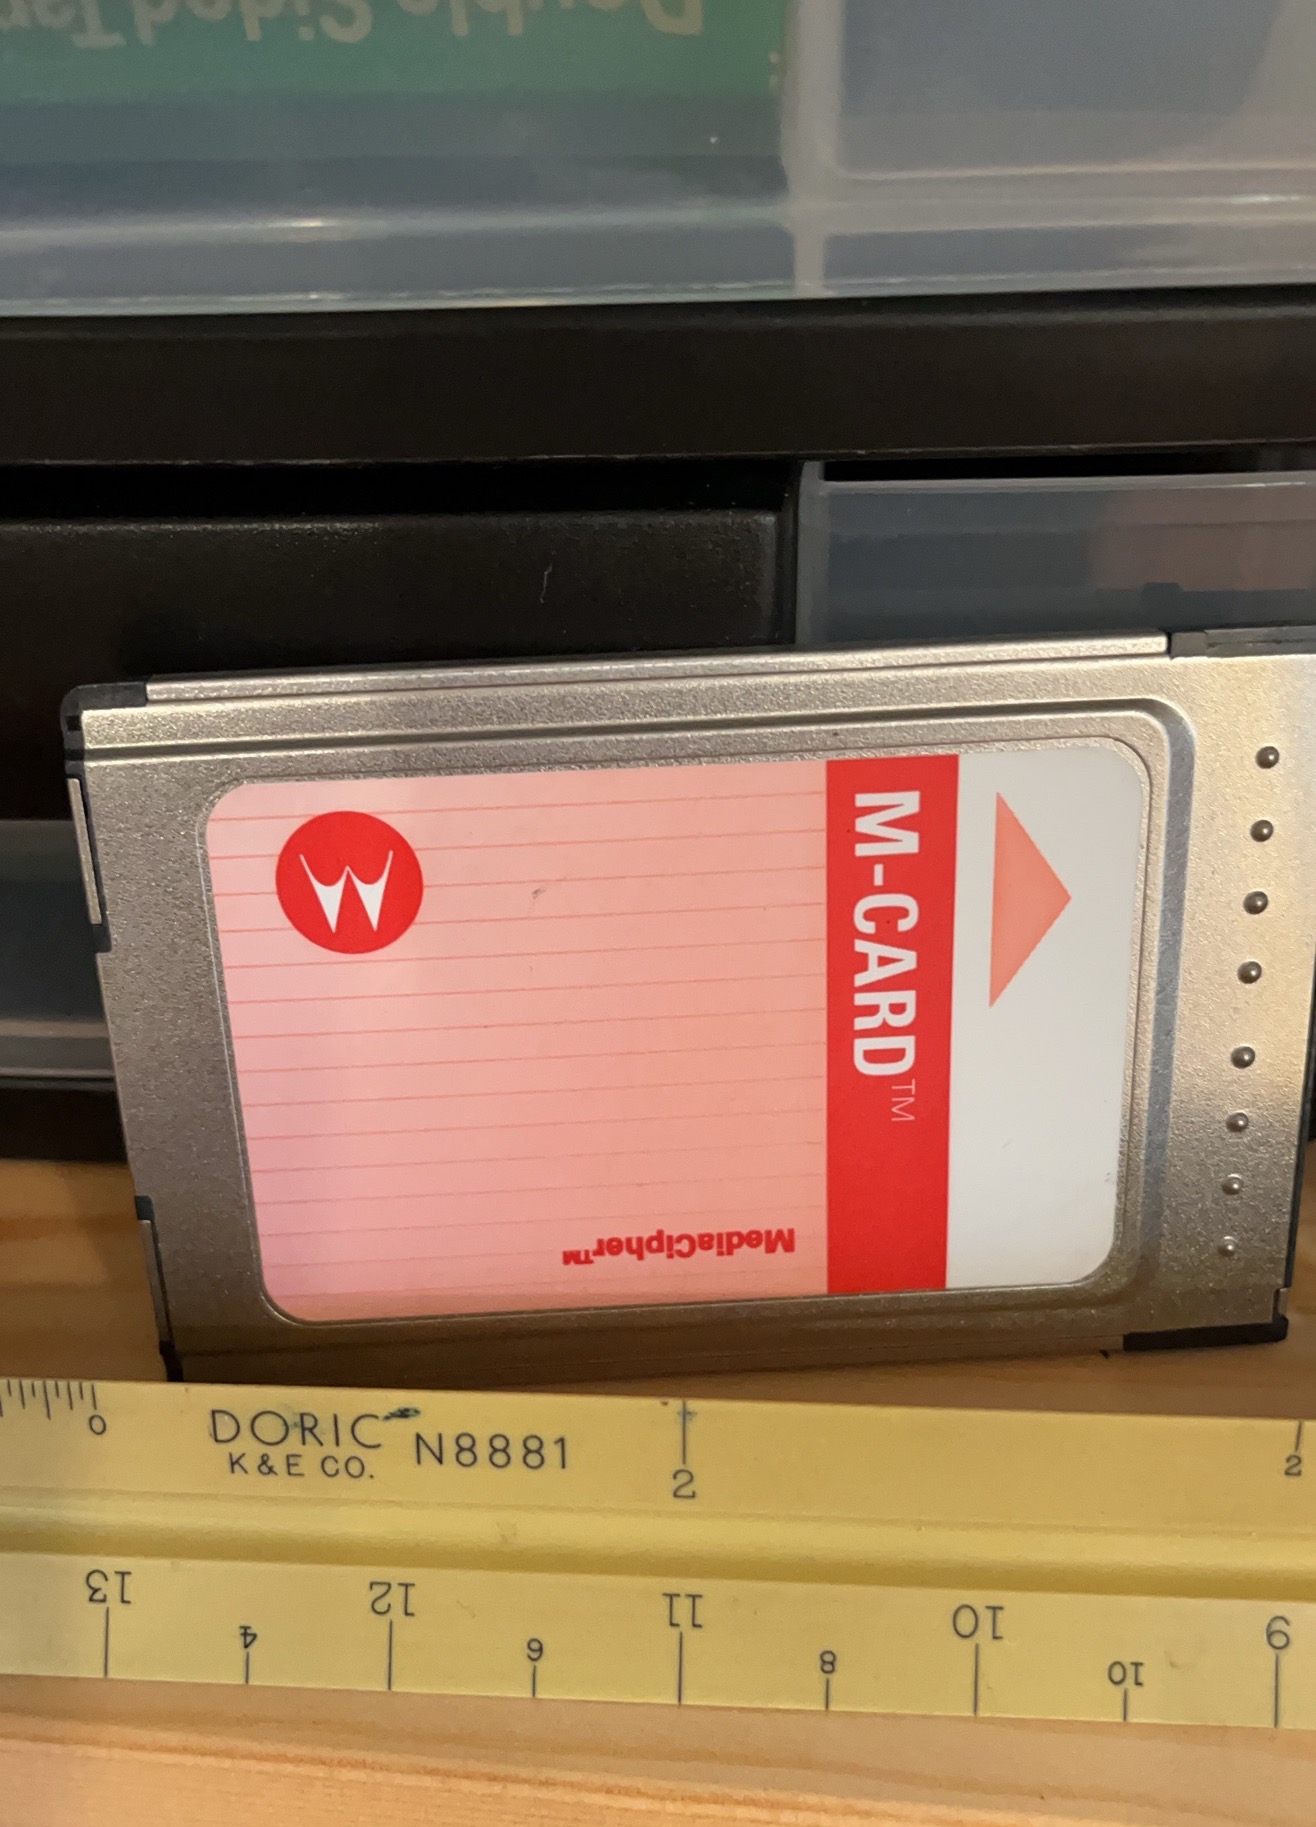 Double Sided Ta
M-CARD™
MediaCipher™
0
DORIC
K & E CO.
N8881
2
2
13
12
11
10
9
4
6
8
10